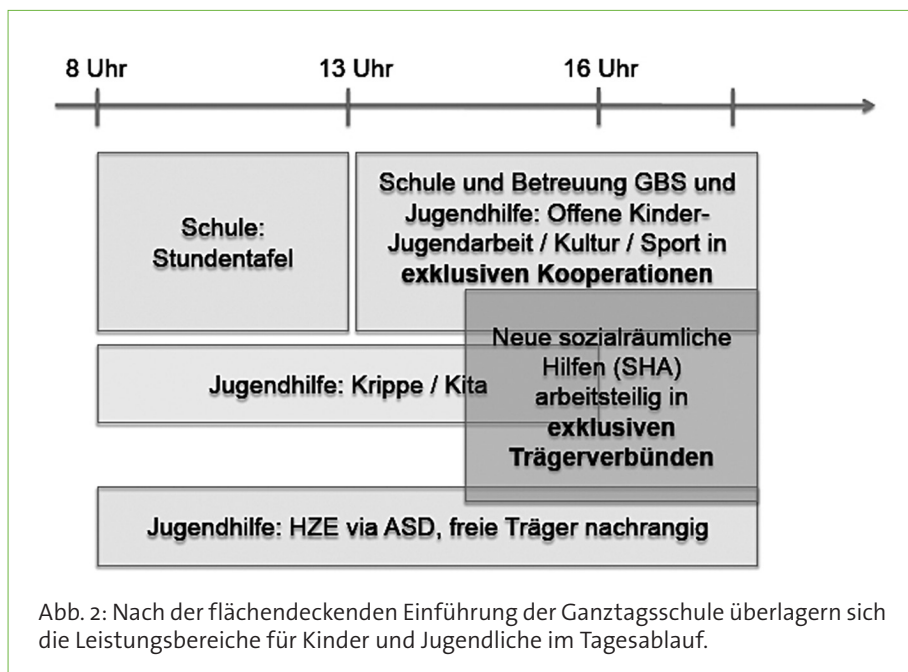 8 Uhr 13 Uhr 16 Uhr
Schule:
Stundentafel
Schule und Betreuung GBS und
Jugendhilfe: Offene Kinder-
Jugendarbeit / Kultur / Sport in
exklusiven Kooperationen
Neue sozialräumliche
Hilfen (SHA)
arbeitsteilig in
exklusiven
Trägerverbünden
Jugendhilfe: Krippe / Kita
Jugendhilfe: HZE via ASD, freie Träger nachrangig
Abb. 2: Nach der flächendeckenden Einführung der Ganztagsschule überlagern sich
die Leistungsbereiche für Kinder und Jugendliche im Tagesablauf.